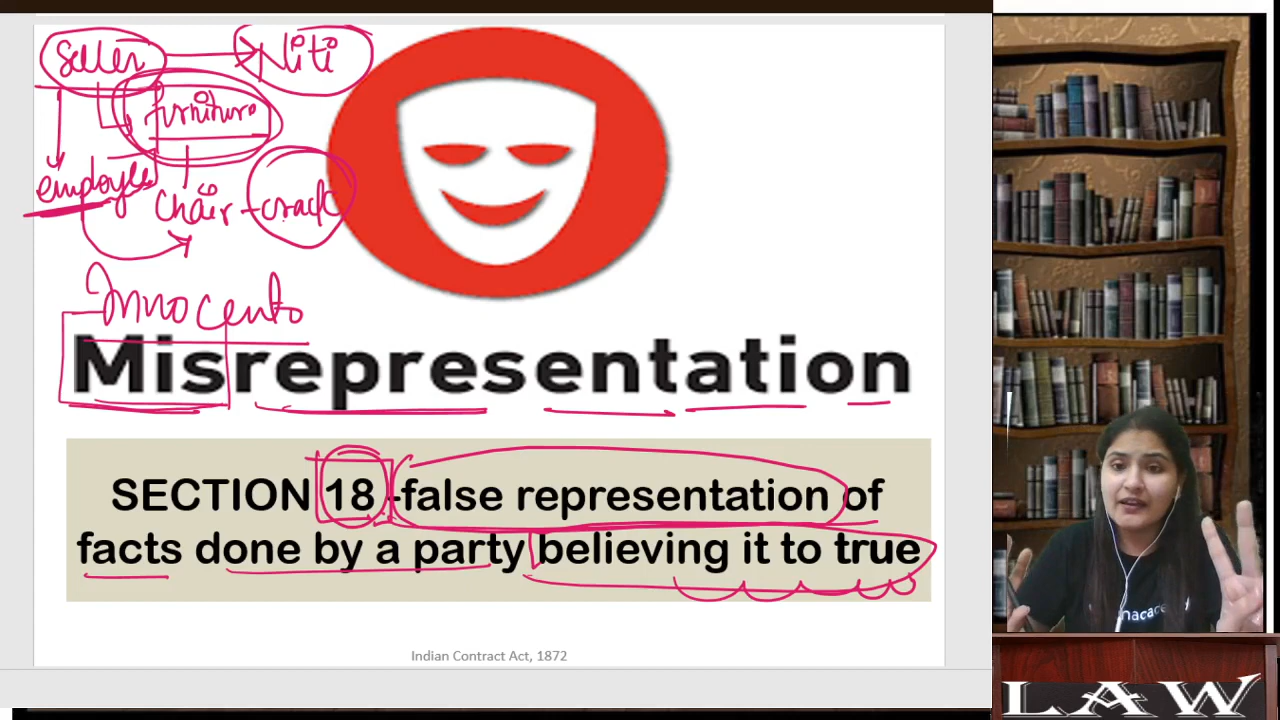 Seller Niti
furniture
employee
chair - crack
Innocent
Misrepresentation
SECTION 18 -false representation of
facts done by a party believing it to true
Indian Contract Act, 1872
LAW